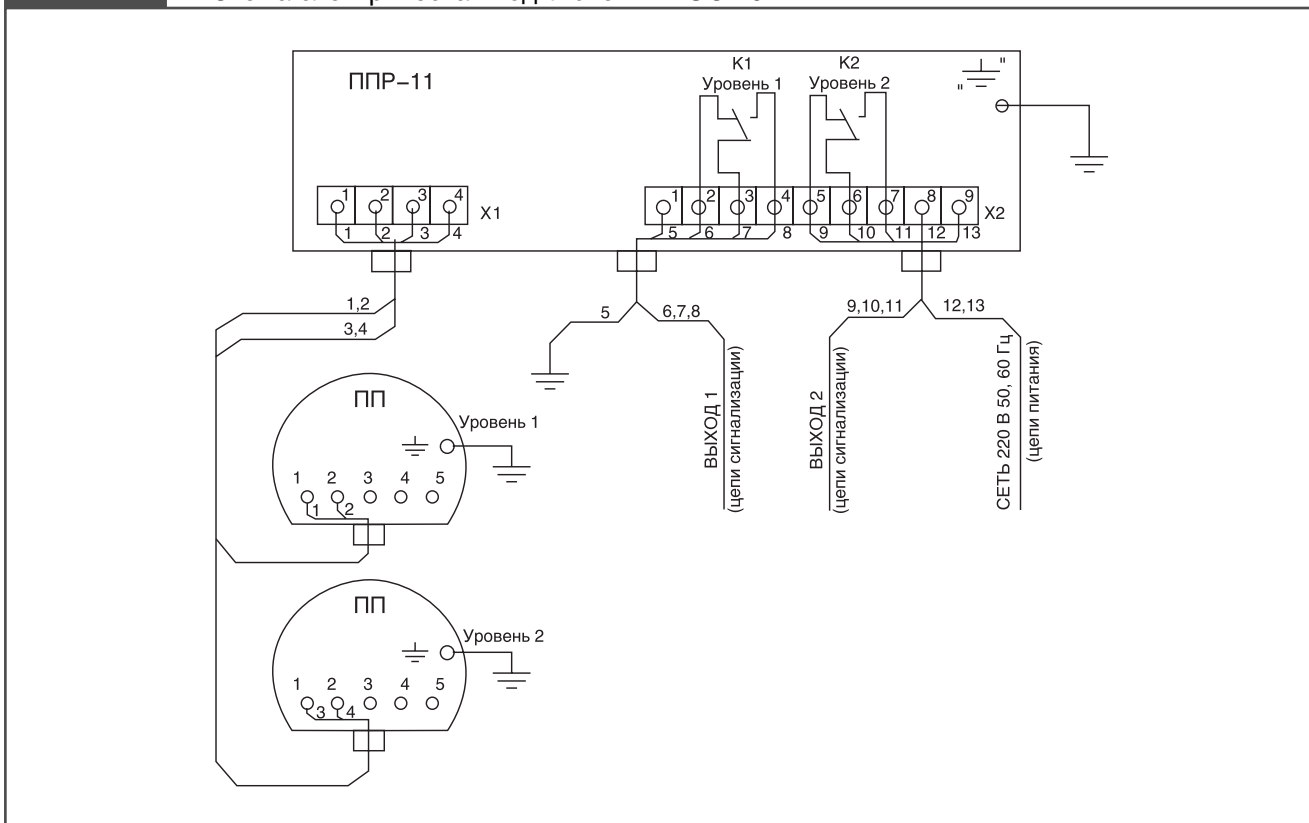 ППР–11
К1
Уровень 1
К2
Уровень 2
" "
1 2 3 4 X1
1 2 3 4
1 2 3 4 5 6 7 8 9 X2
5 6 7 8 9 10 11 12 13
1,2
3,4
5
6,7,8
9,10,11
12,13
ВЫХОД 1
(цепи сигнализации)
ВЫХОД 2
(цепи сигнализации)
СЕТЬ 220 В 50, 60 Гц
(цепи питания)
ПП
Уровень 1
1 2 3 4 5
1 2
ПП
Уровень 2
1 2 3 4 5
3 4